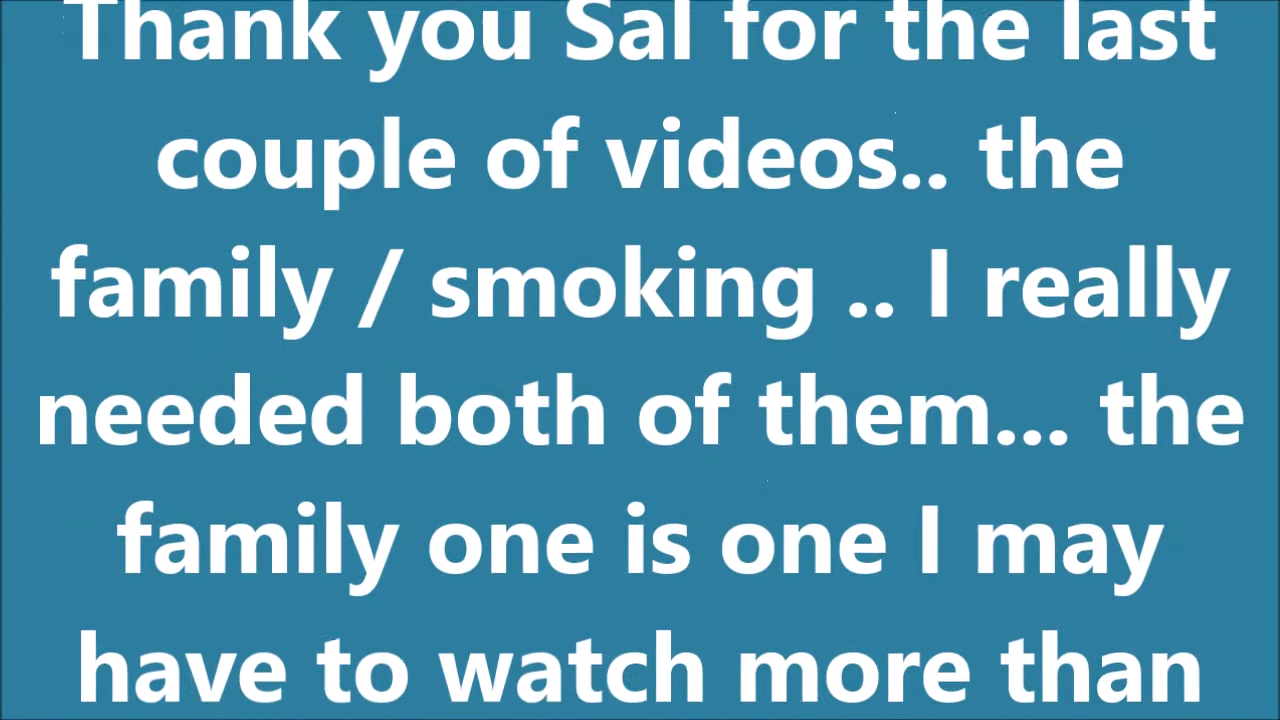 Thank you Sal for the last
couple of videos.. the
family / smoking .. I really
needed both of them... the
family one is one I may
have to watch more than